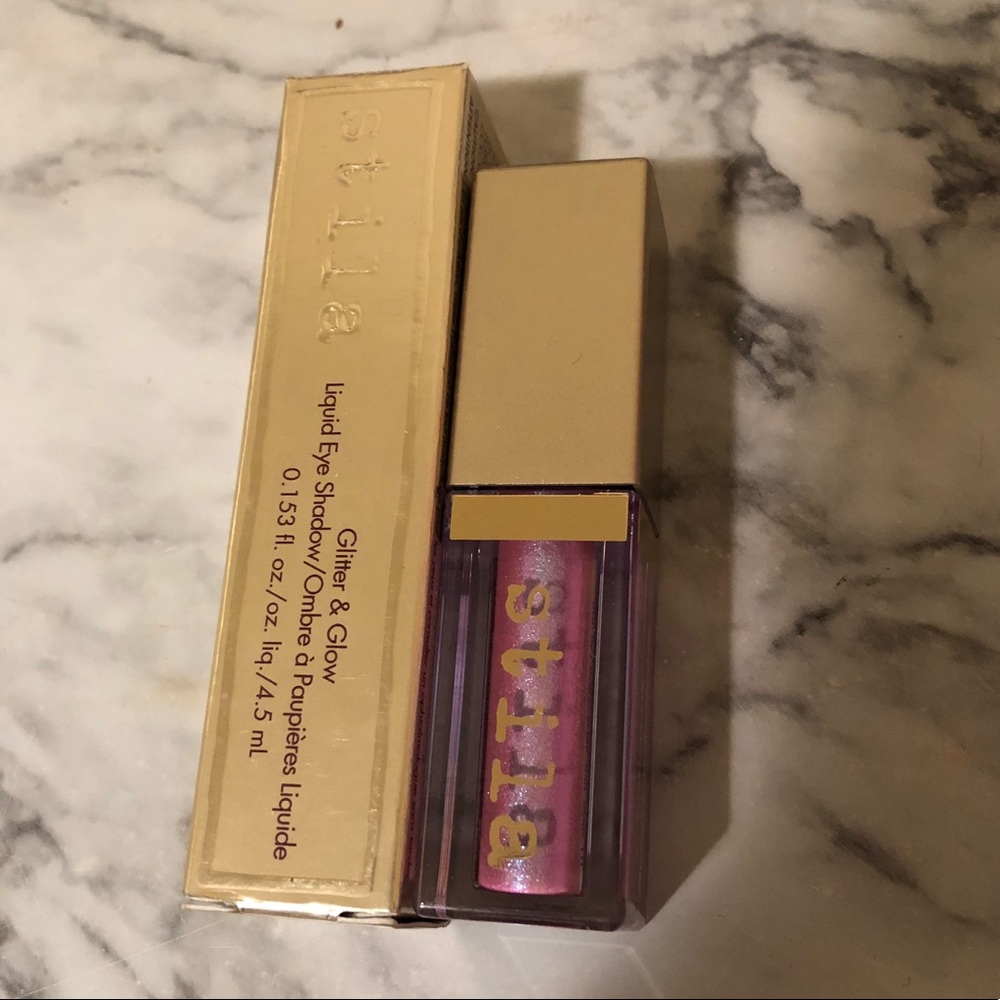 stila
Glitter & Glow
Liquid Eye Shadow/Ombre à Paupières Liquide
0.153 fl. oz./oz. liq./4.5 mL
stila